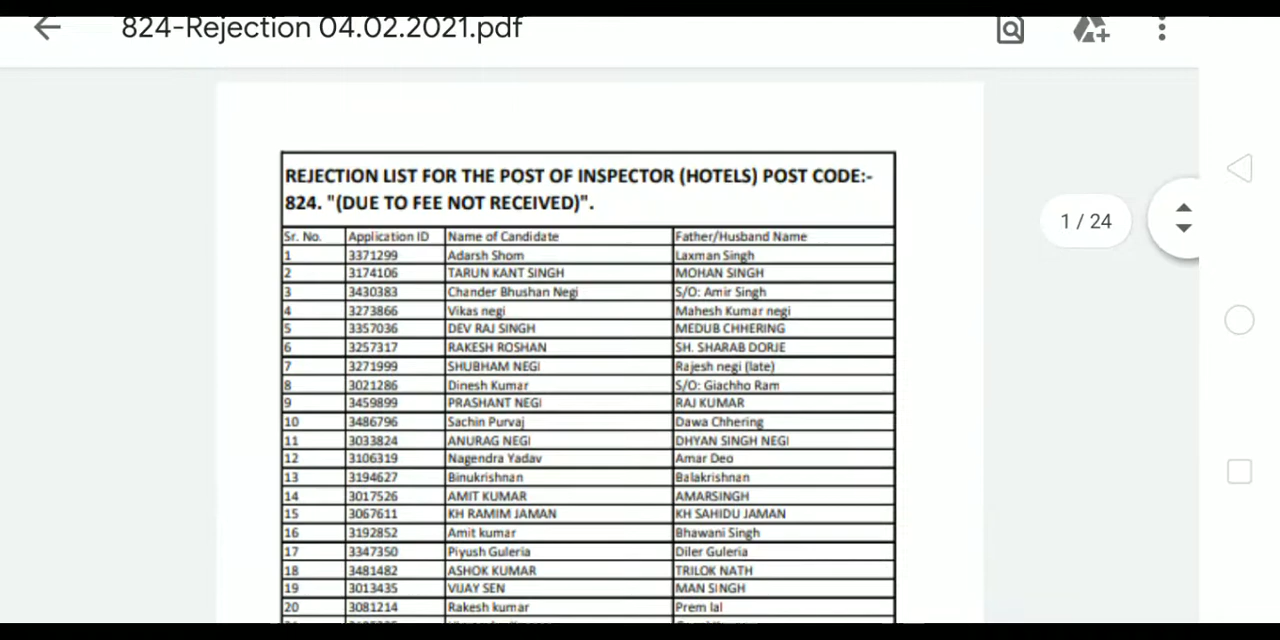 824-Rejection 04.02.2021.pdf
1 / 24
REJECTION LIST FOR THE POST OF INSPECTOR (HOTELS) POST CODE:-
824. "(DUE TO FEE NOT RECEIVED)".
Sr. No. Application ID Name of Candidate Father/Husband Name
1 3371299 Adarsh Shom Laxman Singh
2 3174106 TARUN KANT SINGH MOHAN SINGH
3 3430383 Chander Bhushan Negi S/O: Amir Singh
4 3273866 Vikas negi Mahesh Kumar negi
5 3357036 DEV RAJ SINGH MEDUB CHHERING
6 3257317 RAKESH ROSHAN SH. SHARAB DORJE
7 3271999 SHUBHAM NEGI Rajesh negi (late)
8 3021286 Dinesh Kumar S/O: Giachho Ram
9 3459899 PRASHANT NEGI RAJ KUMAR
10 3486796 Sachin Purvaj Dawa Chhering
11 3033824 ANURAG NEGI DHYAN SINGH NEGI
12 3106319 Nagendra Yadav Amar Deo
13 3194627 Binukrishnan Balakrishnan
14 3017526 AMIT KUMAR AMARSINGH
15 3067611 KH RAMIM JAMAN KH SAHIDU JAMAN
16 3192852 Amit kumar Bhawani Singh
17 3347350 Piyush Guleria Diler Guleria
18 3481482 ASHOK KUMAR TRILOK NATH
19 3013435 VIJAY SEN MAN SINGH
20 3081214 Rakesh kumar Prem lal